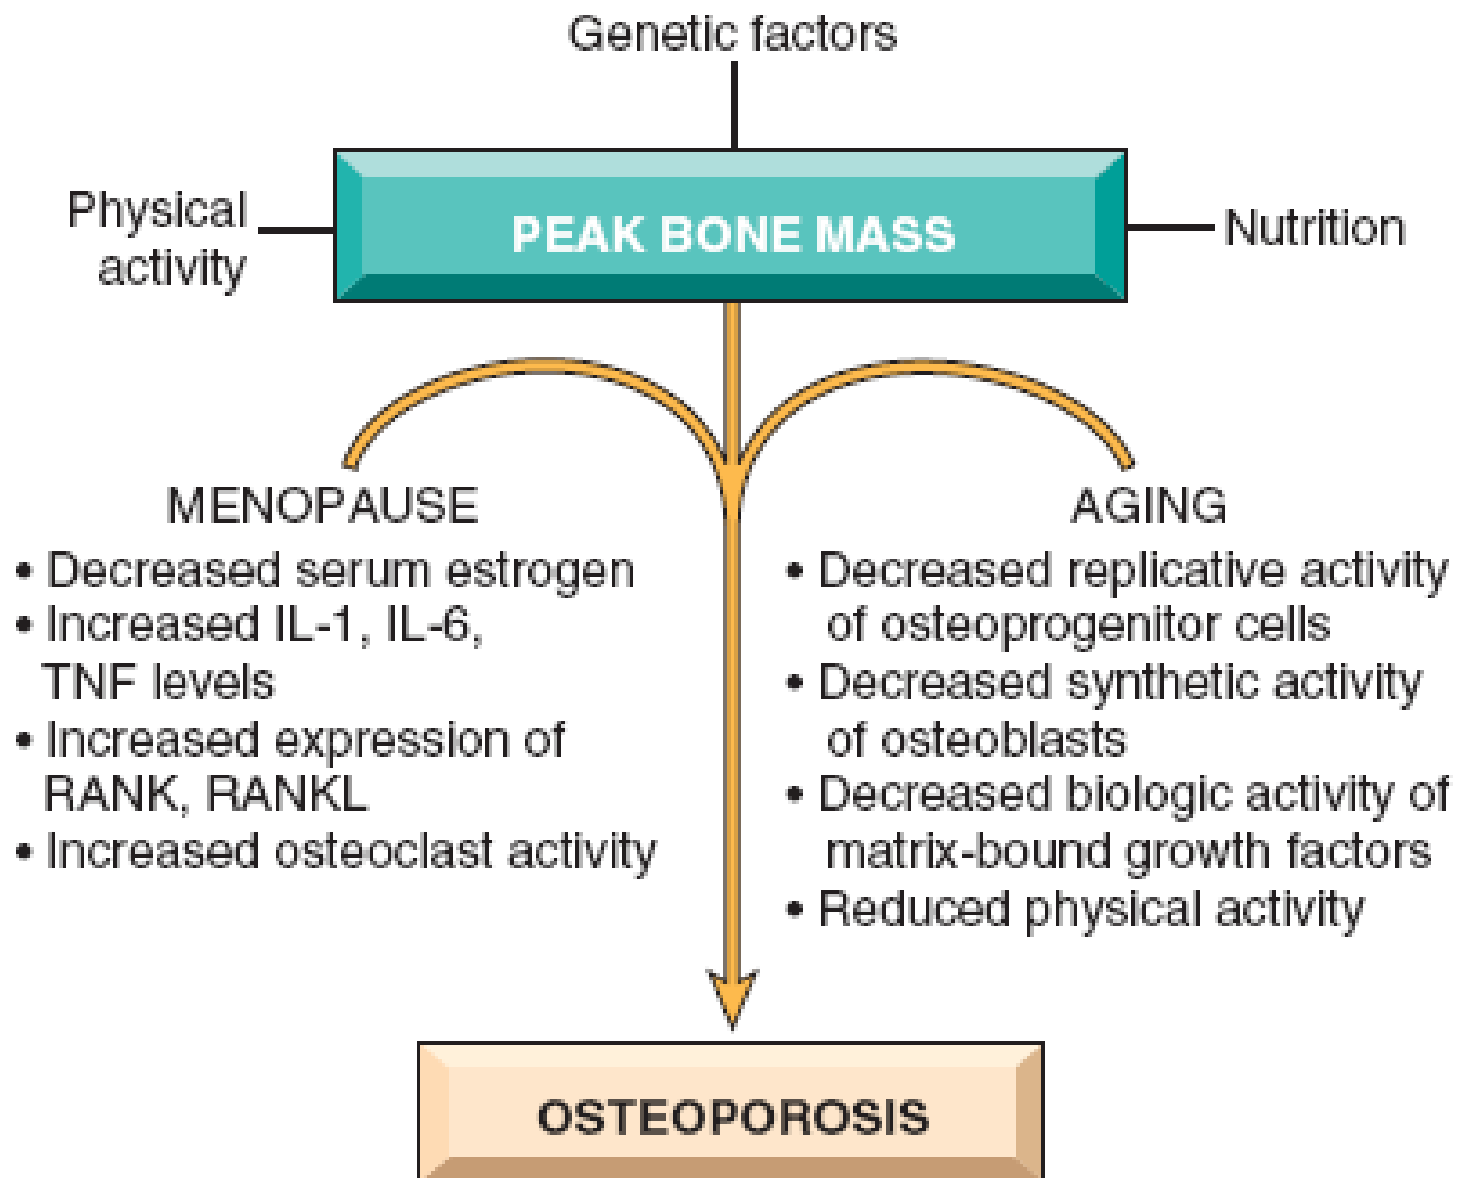 Genetic factors
Physical
activity
PEAK BONE MASS
Nutrition
MENOPAUSE
• Decreased serum estrogen
• Increased IL-1, IL-6,
TNF levels
• Increased expression of
RANK, RANKL
• Increased osteoclast activity
AGING
• Decreased replicative activity
of osteoprogenitor cells
• Decreased synthetic activity
of osteoblasts
• Decreased biologic activity of
matrix-bound growth factors
• Reduced physical activity
OSTEOPOROSIS